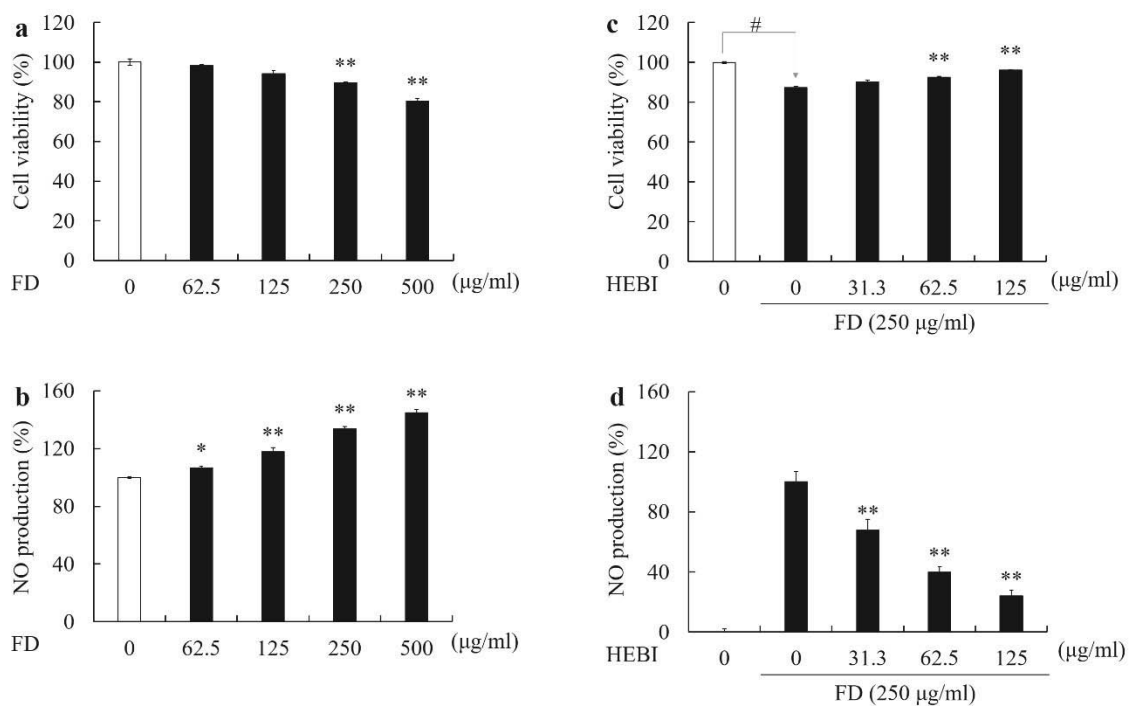 a
120
100
80
60
40
20
0
Cell viability (%)
** **
FD 0 62.5 125 250 500 (μg/ml)
b
160
120
80
40
0
NO production (%)
* ** ** **
FD 0 62.5 125 250 500 (μg/ml)
c
120
100
80
60
40
20
0
Cell viability (%)
# ** **
HEBI 0 0 31.3 62.5 125 (μg/ml)
FD (250 μg/ml)
d
160
120
80
40
0
NO production (%)
** ** **
HEBI 0 0 31.3 62.5 125 (μg/ml)
FD (250 μg/ml)